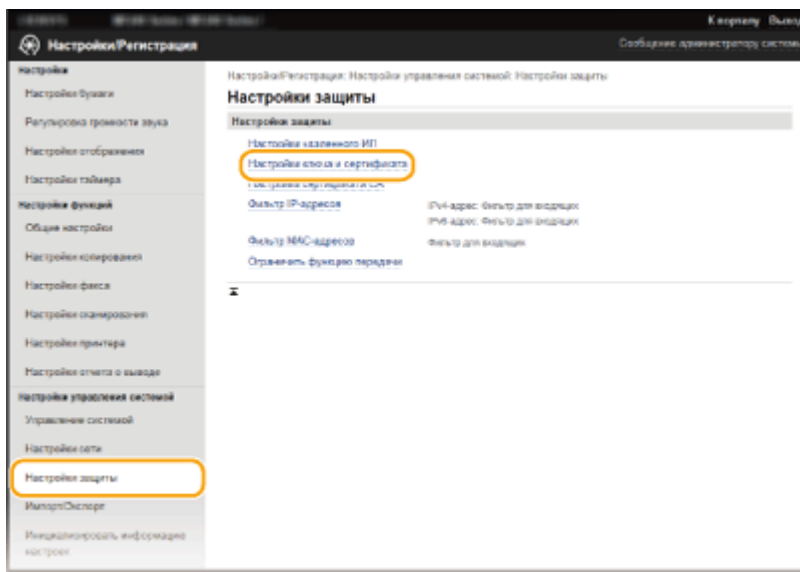 К порталу Выход
Настройки/Регистрация
Сообщение администратору системы
Настройки
Настройки/Регистрация: Настройки управления системой: Настройки защиты
Настройки бумаги
Настройки защиты
Регулировка громкости звука
Настройки защиты
Настройки удаленного ИП
Настройки отображения
Настройки ключа и сертификата
Настройки таймера
Настройки сертификата CA
Настройки функций
Фильтр IP-адресов
IPv4-адрес: Фильтр для входящих
IPv6-адрес: Фильтр для входящих
Общие настройки
Фильтр MAC-адресов
Фильтр для входящих
Настройки копирования
Ограничить функцию передачи
Настройки факса
Настройки сканирования
Настройки принтера
Настройки отчета о выводе
Настройки управления системой
Управление системой
Настройки сети
Настройки защиты
Импорт/Экспорт
Инициализировать информацию
настроек